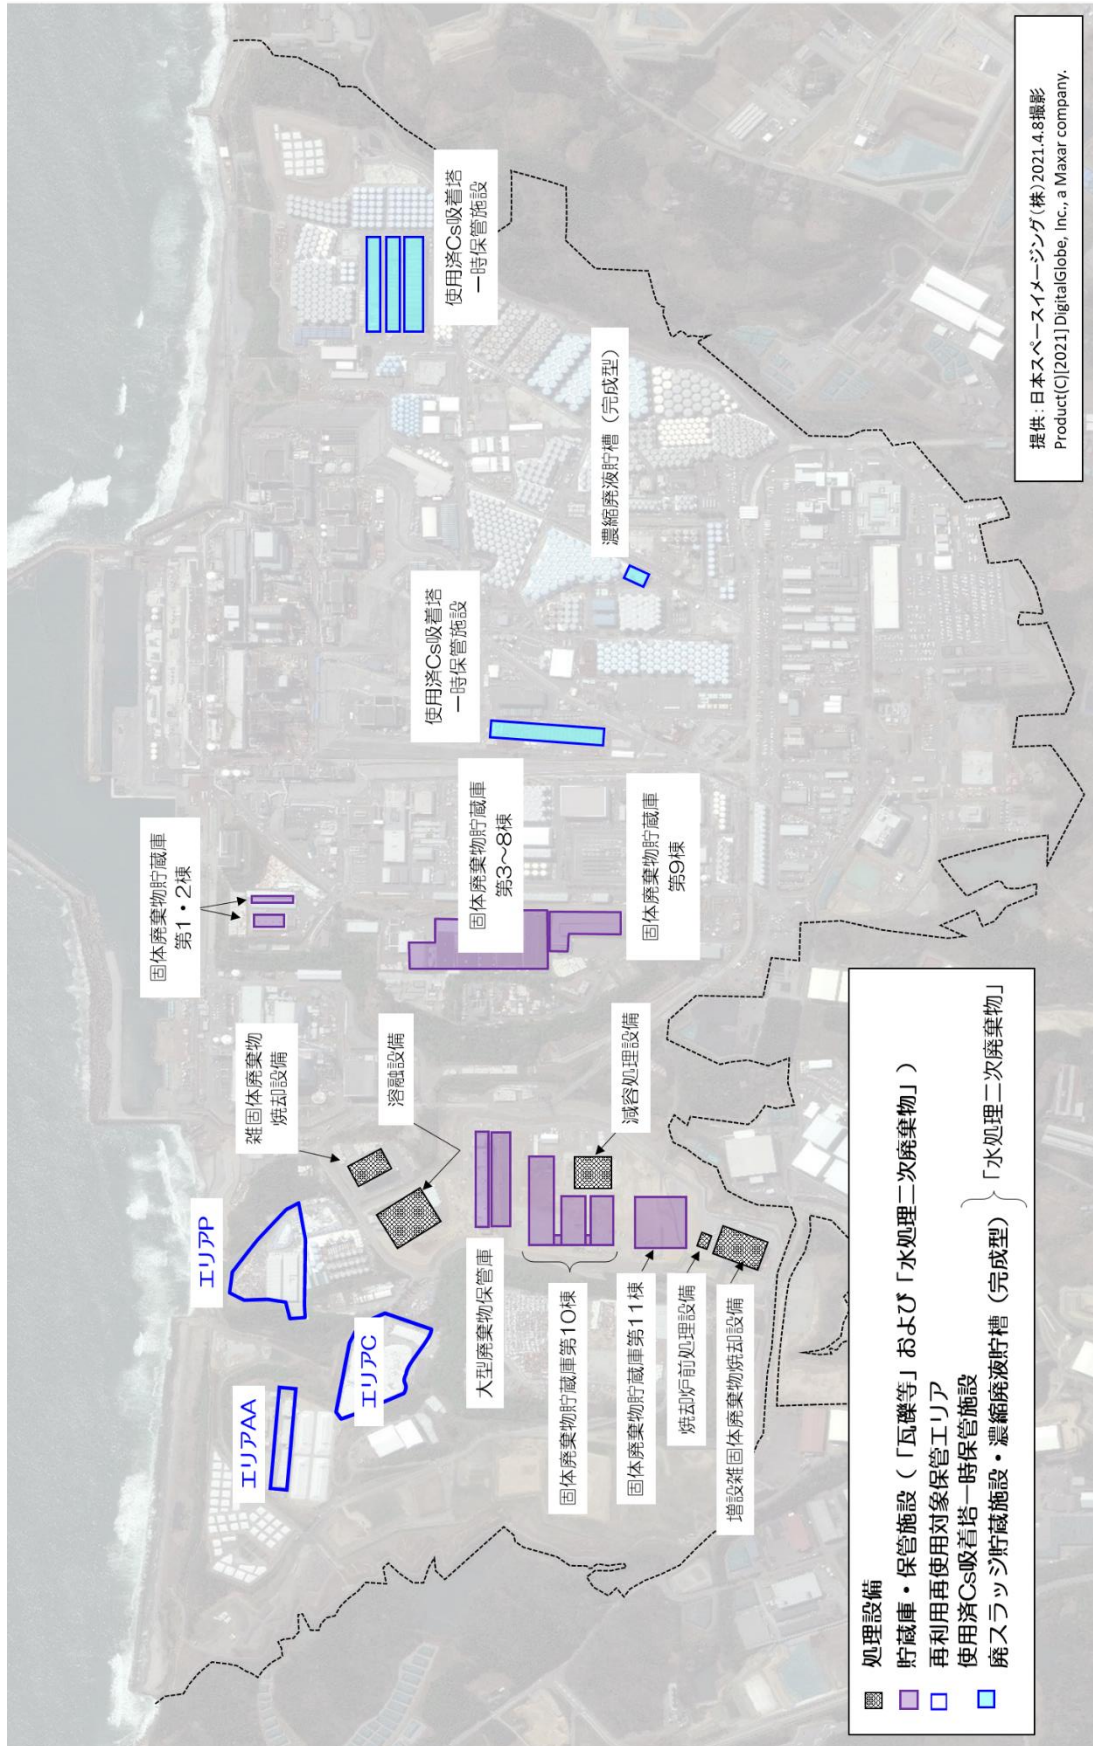 エリアAA
エリアP
エリアC
雑固体廃棄物
焼却設備
溶融設備
固体廃棄物貯蔵庫
第1・2棟
使用済Cs吸着塔
一時保管施設
使用済Cs吸着塔
一時保管施設
大型廃棄物保管庫
固体廃棄物貯蔵庫
第3~8棟
固体廃棄物貯蔵庫第10棟
減容処理設備
固体廃棄物貯蔵庫
第9棟
濃縮廃液貯槽（完成型）
固体廃棄物貯蔵庫第11棟
焼却炉前処理設備
増設雑固体廃棄物焼却設備
処理設備
貯蔵庫・保管施設（「瓦礫等」および「水処理二次廃棄物」）
再利用再使用対象保管エリア
使用済Cs吸着塔一時保管施設
廃スラッジ貯蔵施設・濃縮廃液貯槽（完成型）
「水処理二次廃棄物」
提供：日本スペースイメージング（株）2021.4.8撮影
Product(C)[2021] DigitalGlobe, Inc., a Maxar company.